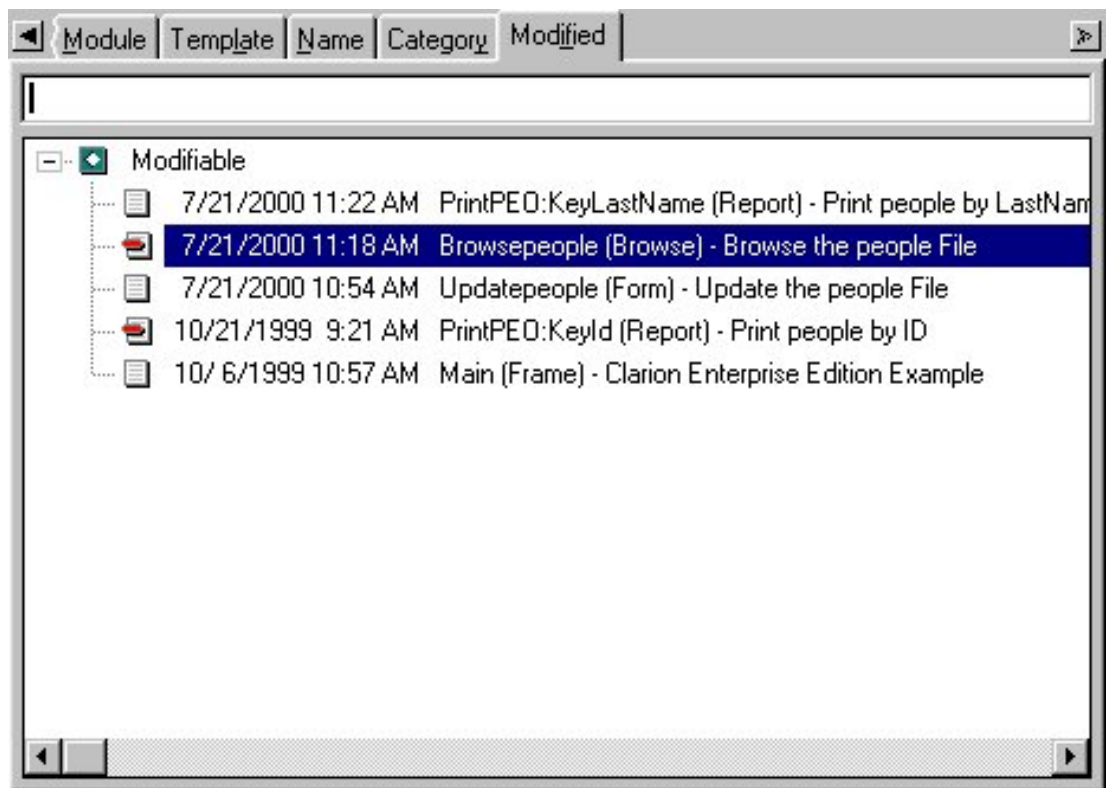 Module Template Name Category Modified
Modifiable
7/21/2000 11:22 AM PrintPEO:KeyLastName (Report) - Print people by LastNam
7/21/2000 11:18 AM Browsepeople (Browse) - Browse the people File
7/21/2000 10:54 AM Updatepeople (Form) - Update the people File
10/21/1999 9:21 AM PrintPEO:KeyId (Report) - Print people by ID
10/ 6/1999 10:57 AM Main (Frame) - Clarion Enterprise Edition Example